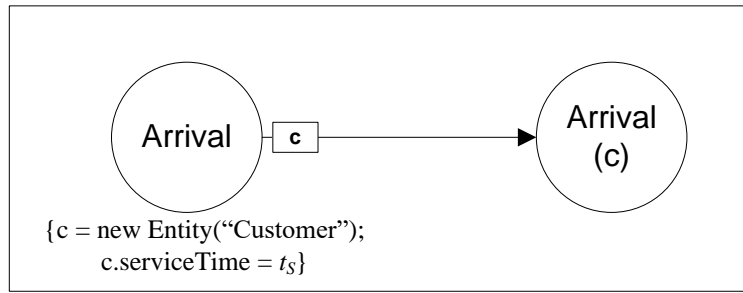 Arrival
c
Arrival
(c)
{c = new Entity(“Customer”);
c.serviceTime = tS}